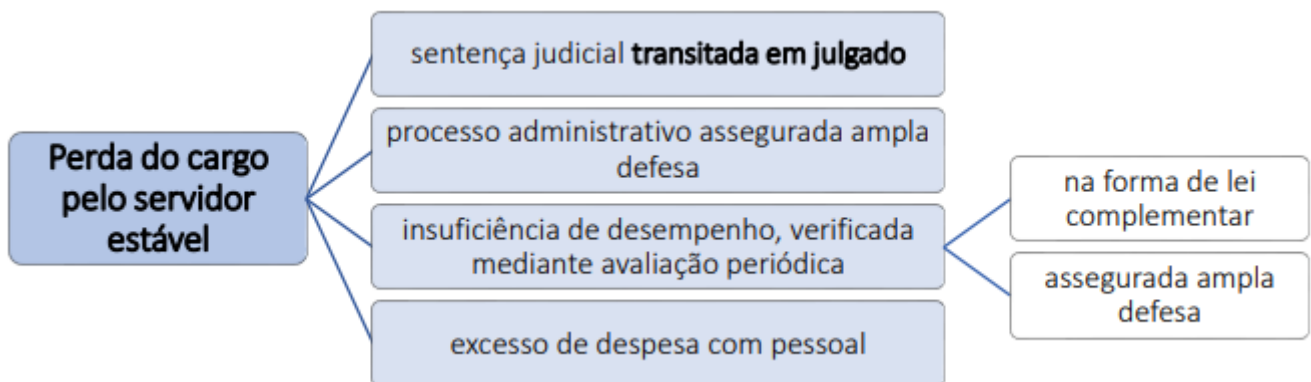 Perda do cargo
pelo servidor
estável
sentença judicial transitada em julgado
processo administrativo assegurada ampla
defesa
insuficiência de desempenho, verificada
mediante avaliação periódica
na forma de lei
complementar
assegurada ampla
defesa
excesso de despesa com pessoal